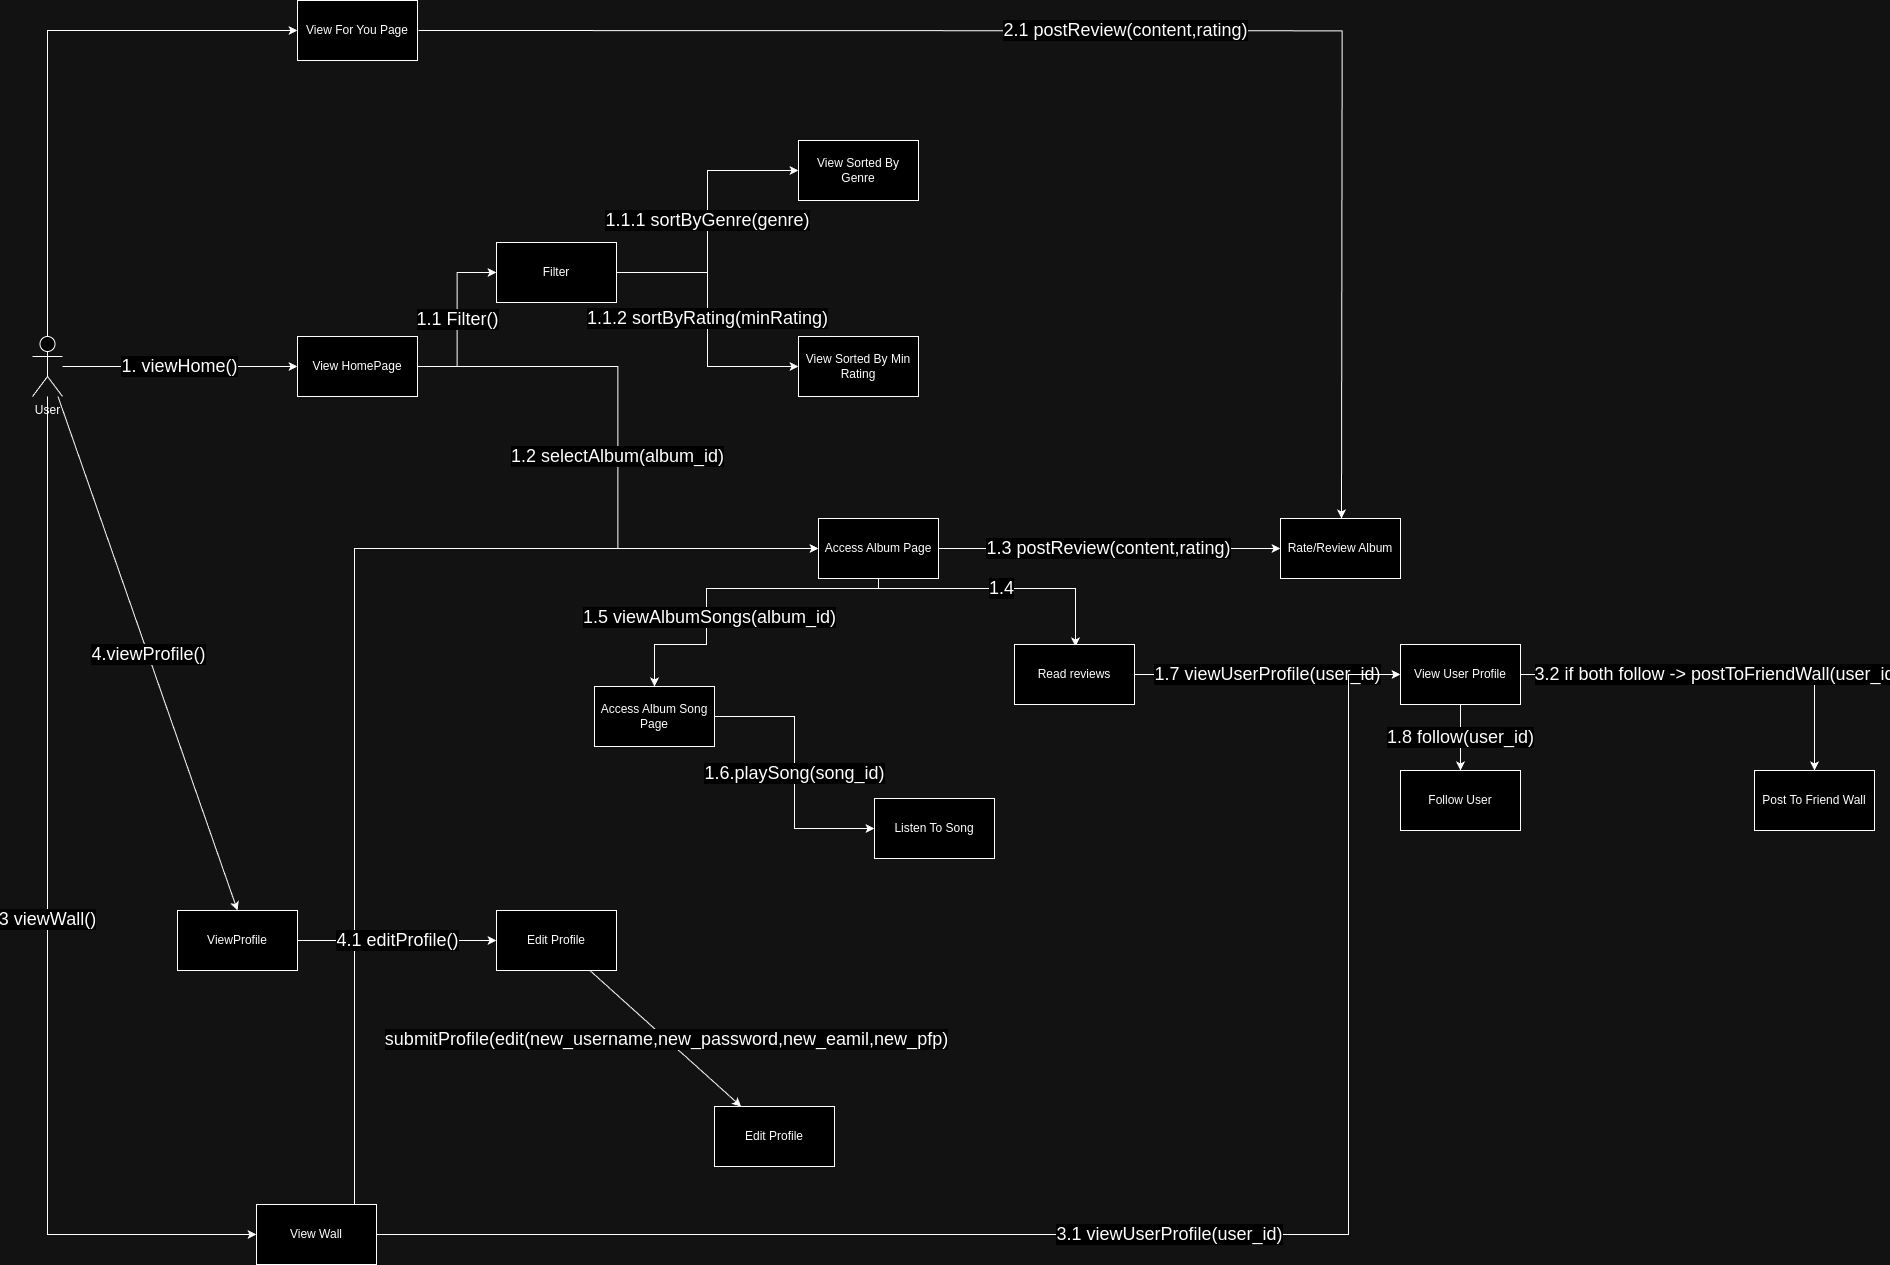 View For You Page
2.1 postReview(content,rating)
View Sorted By
Genre
1.1.1 sortByGenre(genre)
Filter
1.1 Filter()
1.1.2 sortByRating(minRating)
User
1. viewHome()
View HomePage
View Sorted By Min
Rating
1.2 selectAlbum(album_id)
Access Album Page
1.3 postReview(content,rating)
Rate/Review Album
1.4
1.5 viewAlbumSongs(album_id)
4.viewProfile()
Read reviews
1.7 viewUserProfile(user_id)
View User Profile
3.2 if both follow -> postToFriendWall(user_id
Access Album Song
Page
1.8 follow(user_id)
1.6.playSong(song_id)
Follow User
Post To Friend Wall
Listen To Song
3 viewWall()
ViewProfile
4.1 editProfile()
Edit Profile
submitProfile(edit(new_username,new_password,new_eamil,new_pfp)
Edit Profile
View Wall
3.1 viewUserProfile(user_id)